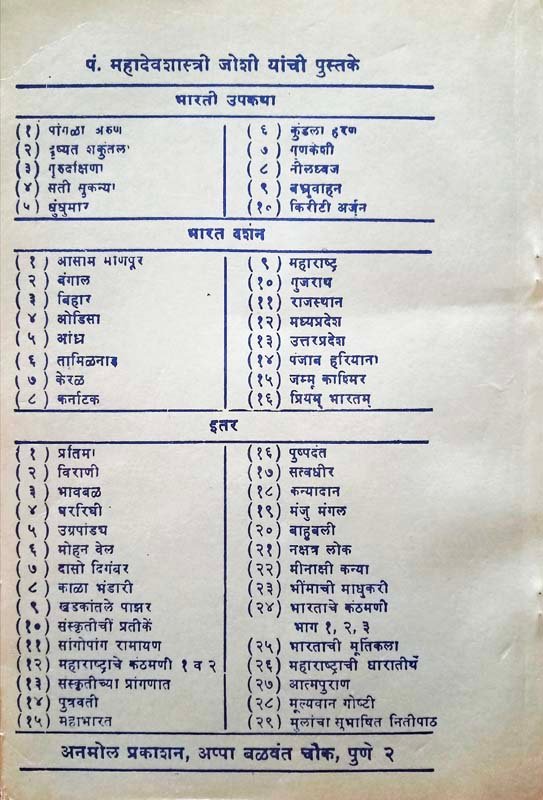 पं. महादेवशास्त्री जोशी यांची पुस्तके
भारती उपकथा
(१) पांगळा अरुण
(२) दुष्यत शकुंतला
(३) गुरुदक्षिणा
(४) सती सुकन्या
(५) धुंधुमार
(६) कुंडला हरण
(७) गुणकेशी
(८) नीलध्वज
(९) बभ्रुवाहन
(१०) किरीटी अर्जुन
भारत दर्शन
(१) आसाम माणपूर
(२) बंगाल
(३) बिहार
(४) ओडिसा
(५) आंध्र
(६) तामिळनाड
(७) केरळ
(८) कर्नाटक
(९) महाराष्ट्र
(१०) गुजराथ
(११) राजस्थान
(१२) मध्यप्रदेश
(१३) उत्तरप्रदेश
(१४) पंजाब हरियाना
(१५) जम्मू काश्मिर
(१६) प्रियम् भारतम्
इतर
(१) प्रतिमा
(२) विराणी
(३) भावबळ
(४) घररिघी
(५) उग्रपांड्य
(६) मोहन वेल
(७) दासो दिगंबर
(८) काळा भंडारी
(९) खडकांतले पाझर
(१०) संस्कृतीचीं प्रतीकें
(११) सांगोपांग रामायण
(१२) महाराष्ट्राचे कंठमणी १ व २
(१३) संस्कृतीच्या प्रांगणात
(१४) पुत्रवती
(१५) महाभारत
(१६) पुष्पदंत
(१७) सत्वधीर
(१८) कन्यादान
(१९) मंजु मंगल
(२०) बाहुबली
(२१) नक्षत्र लोक
(२२) मीनाक्षी कन्या
(२३) भींमाची माधुकरी
(२४) भारताचे कंठमणी
भाग १, २, ३
(२५) भारताची मूर्तिकला
(२६) महाराष्ट्राची धारातीर्थे
(२७) आत्मपुराण
(२८) मूल्यवान गोष्टी
(२९) मुलांचा सुभाषित नितीपाठ
अनमोल प्रकाशन, अप्पा बळवंत चौक, पुणे २